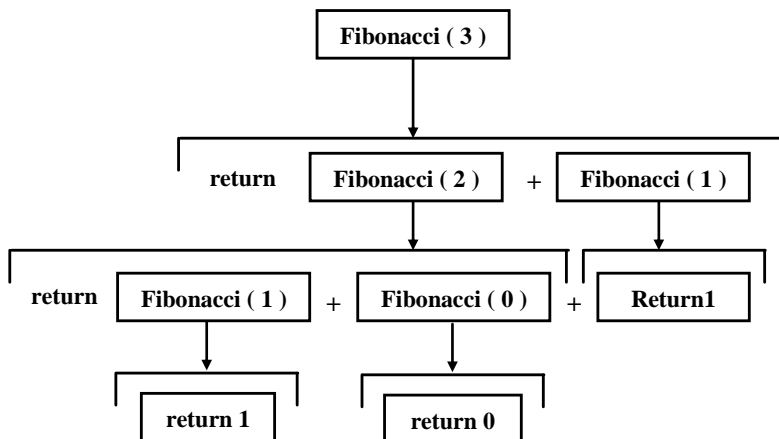 Fibonacci ( 3 )
return Fibonacci ( 2 ) + Fibonacci ( 1 )
return Fibonacci ( 1 ) + Fibonacci ( 0 ) + Return1
return 1 return 0